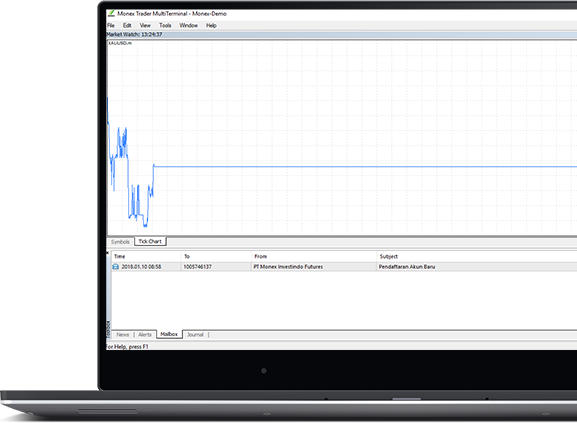 Monex Trader MultiTerminal - Monex-Demo
File Edit View Tools Window Help
Market Watch: 13:24:37
XAUUSD.m
Symbols Tick Chart
Time To From Subject
2018.01.10 08:58 1005746137 PT Monex Investindo Futures Pendaftaran Akun Baru
Toolbox
News | Alerts | Mailbox | Journal |
For Help, press F1